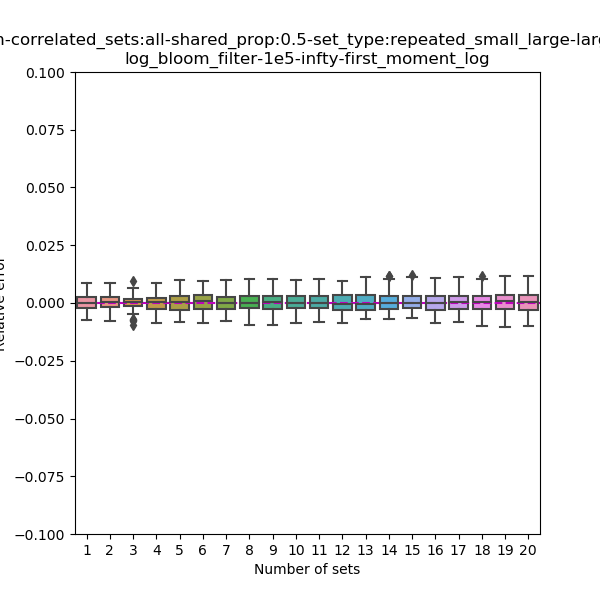 -correlated_sets:all-shared_prop:0.5-set_type:repeated_small_large-lar
log_bloom_filter-1e5-infty-first_moment_log
0.100
0.075
0.050
0.025
0.000
−0.025
−0.050
−0.075
−0.100
1 2 3 4 5 6 7 8 9 10 11 12 13 14 15 16 17 18 19 20
Number of sets